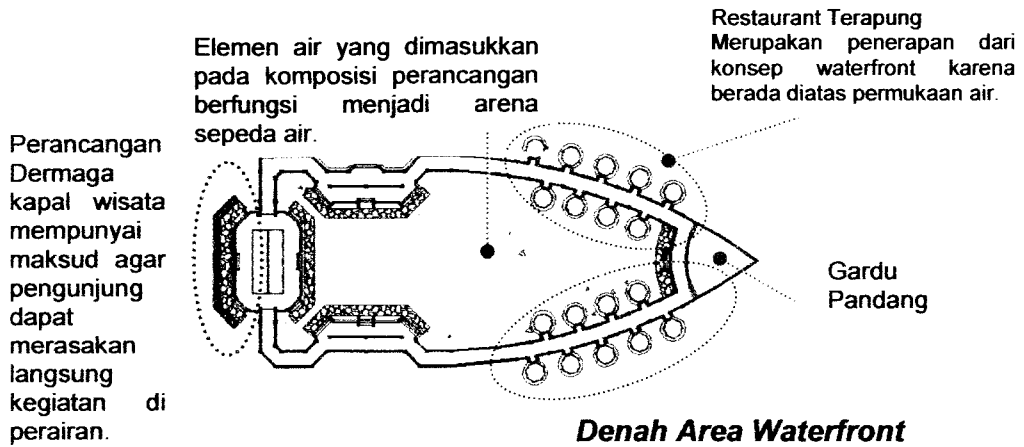 Restaurant Terapung
Merupakan penerapan dari
konsep waterfront karena
berada diatas permukaan air.
Elemen air yang dimasukkan
pada komposisi perancangan
berfungsi menjadi arena
sepeda air.
Perancangan
Dermaga
kapal wisata
mempunyai
maksud agar
pengunjung
dapat
merasakan
langsung
kegiatan di
perairan.
Gardu
Pandang
Denah Area Waterfront